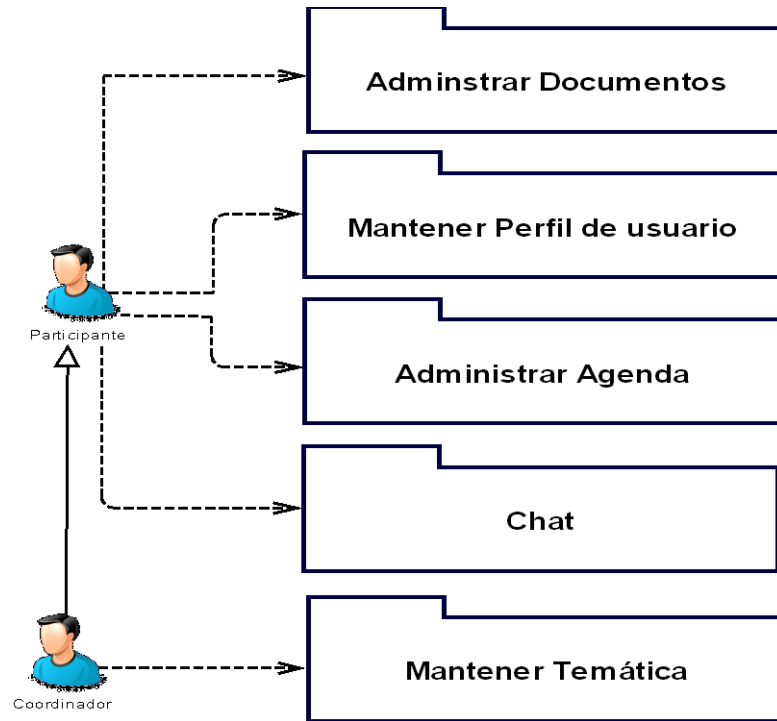 Adminstrar Documentos
Mantener Perfil de usuario
Participante
Administrar Agenda
Chat
Mantener Temática
Coordinador